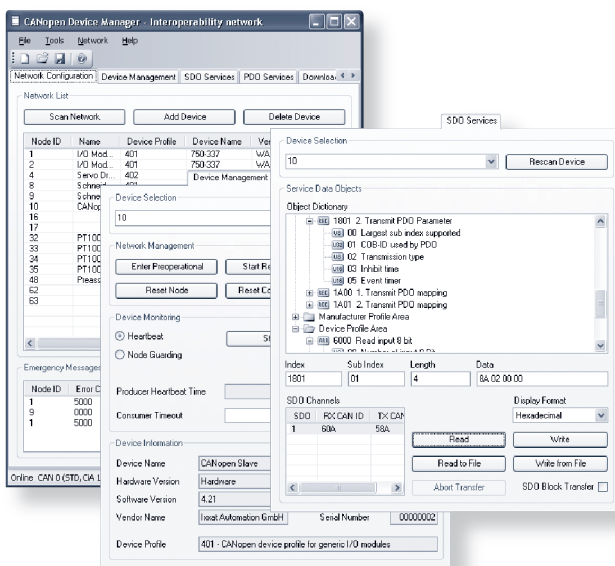 CANopen Device Manager - Interoperability network
File Tools Network Help
Network Configuration Device Management SDO Services PDO Services
Network List
Scan Network Add Device Delete Device
Node ID Name Device Profile Device Name
1 I/O Mod... 401 750-337
2 I/O Mod... 401 750-337
4 Servo Dr... 402
8
9
10
16
17
32 PT100
33 PT100
34 PT100
35 PT100
48
62
63
Emergency Messages
Node ID
1 5000
9 0000
1 5000
Online CAN 0
Device Management
Device Selection
10
Network Management
Enter Preoperational
Reset Node
Device Monitoring
Heartbeat
Node Guarding
Producer Heartbeat Time
Consumer Timeout
Device Information
Device Name CANopen Slave
Hardware Version Hardware
Software Version 4.21
Vendor Name Ixxat Automation GmbH Serial Number 00000002
Device Profile 401 - CANopen device profile for generic I/O modules
SDO Services
Device Selection
10 Rescan Device
Service Data Objects
Object Dictionary
1801 2. Transmit PDO Parameter
00 Largest sub index supported
01 COB-ID used by PDO
02 Transmission type
03 Inhibit time
05 Event timer
1A00 1. Transmit PDO mapping
1A01 2. Transmit PDO mapping
Manufacturer Profile Area
Device Profile Area
6000 Read input 8 bit
Index Sub Index Length Data
1801 01 4 8A 02 00 00
SDO Channels Display Format
SDO RX CAN ID TX CAN Hexadecimal
1 60A 58A
Read Write
Read to File Write from File
Abort Transfer SDO Block Transfer